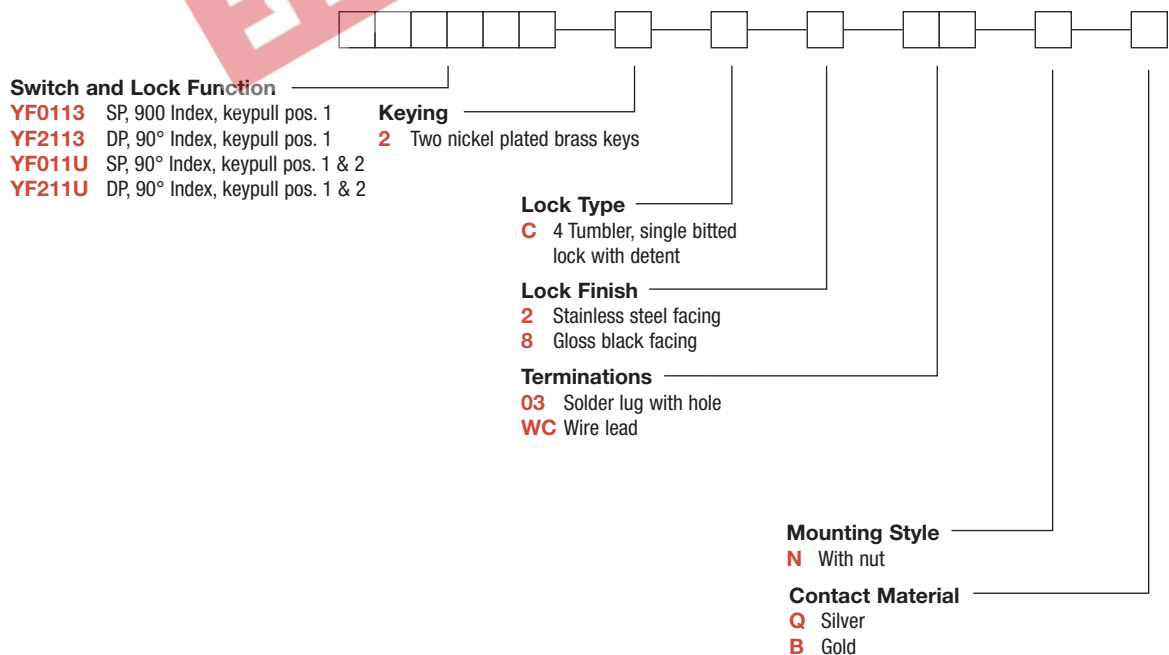 Switch and Lock Function
YF0113 SP, 900 Index, keypull pos. 1
YF2113 DP, 90° Index, keypull pos. 1
YF011U SP, 90° Index, keypull pos. 1 & 2
YF211U DP, 90° Index, keypull pos. 1 & 2
Keying
2 Two nickel plated brass keys
Lock Type
C 4 Tumbler, single bitted
lock with detent
Lock Finish
2 Stainless steel facing
8 Gloss black facing
Terminations
03 Solder lug with hole
WC Wire lead
Mounting Style
N With nut
Contact Material
Q Silver
B Gold